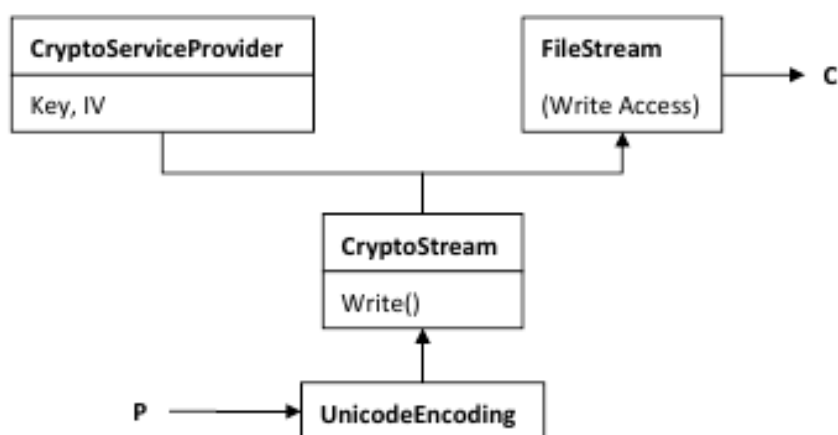 CryptoServiceProvider
Key, IV
FileStream
(Write Access)
C
CryptoStream
Write()
P
UnicodeEncoding